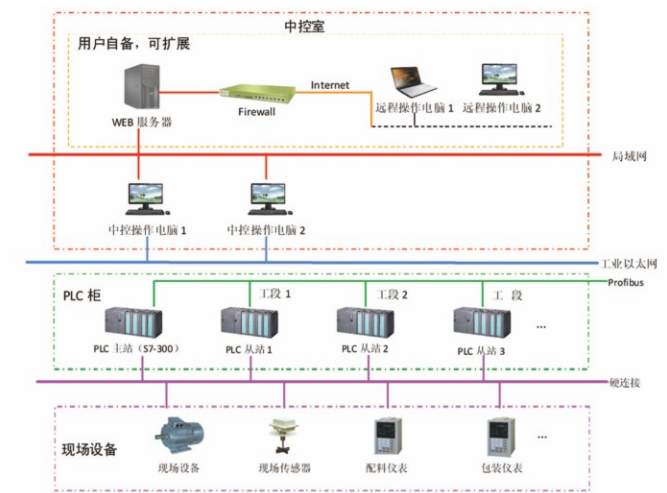 中控室
用户自备，可扩展
Internet
Firewall
WEB 服务器
远程操作电脑 1
远程操作电脑 2
局域网
中控操作电脑 1
中控操作电脑 2
工业以太网
Profibus
PLC 柜
工段 1
工段 2
工 段
...
PLC 主站（S7-300）
PLC 从站 1
PLC 从站 2
PLC 从站 3
硬连接
现场设备
...
现场设备
现场传感器
配料仪表
包装仪表